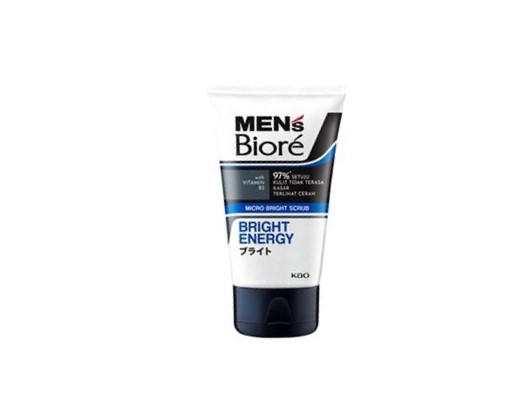 MEN's
Bioré
with
VITAMIN
B3
97%* SETUJU
KULIT TIDAK TERASA
KASAR
TERLIHAT CERAH
MICRO BRIGHT SCRUB
BRIGHT
ENERGY
ブライト
Kao